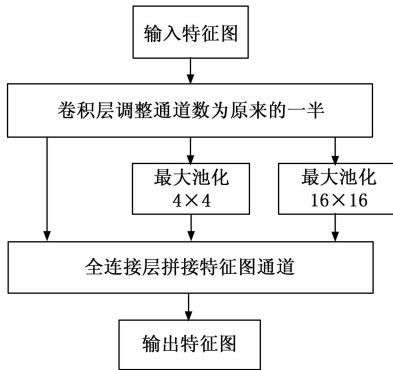 输入特征图
卷积层调整通道数为原来的一半
最大池化
4×4
最大池化
16×16
全连接层拼接特征图通道
输出特征图